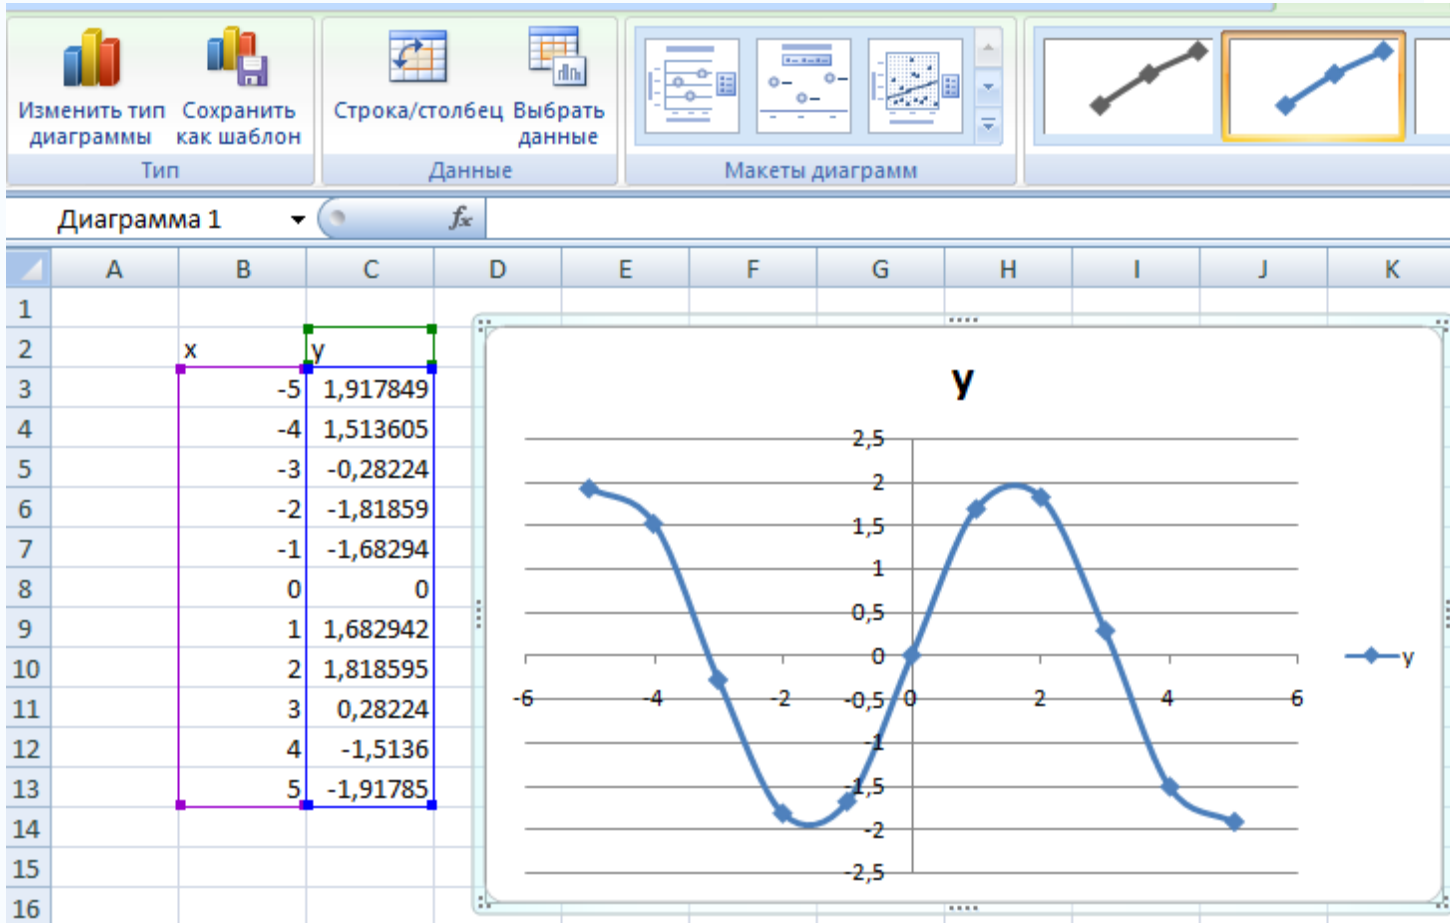 Изменить тип диаграммы
Сохранить как шаблон
Строка/столбец
Выбрать данные
Тип
Данные
Макеты диаграмм
Диаграмма 1
fx
A B C D E F G H I J K
1
2 x y
3 -5 1,917849
4 -4 1,513605
5 -3 -0,28224
6 -2 -1,81859
7 -1 -1,68294
8 0 0
9 1 1,682942
10 2 1,818595
11 3 0,28224
12 4 -1,5136
13 5 -1,91785
14
15
16
y
2,5
2
1,5
1
0,5
0
-0,5
-1
-1,5
-2
-2,5
-6 -4 -2 0 2 4 6
y